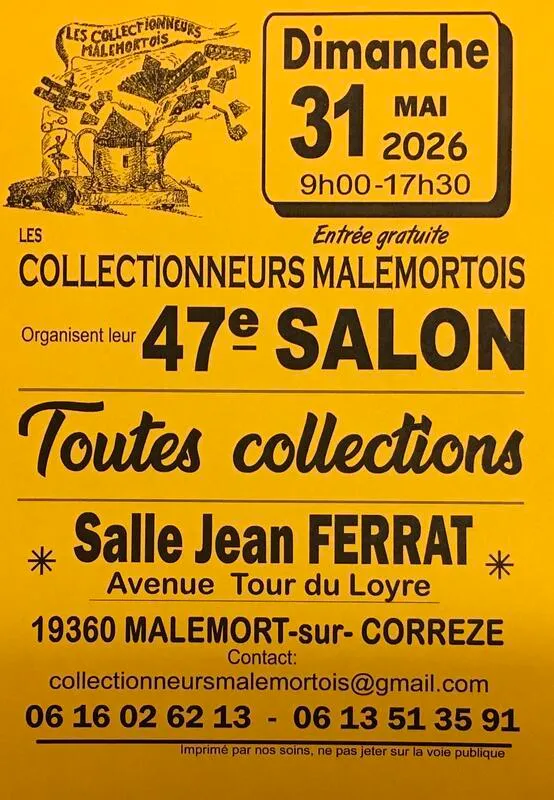 LES COLLECTIONNEURS
MALEMORTOIS
Dimanche
31 MAI
2026
9h00-17h30
LES
Entrée gratuite
COLLECTIONNEURS MALEMORTOIS
Organisent leur 47e SALON
Toutes collections
Salle Jean FERRAT
Avenue Tour du Loyre
19360 MALEMORT-sur- CORREZE
Contact:
collectionneursmalemortois@gmail.com
06 16 02 62 13 - 06 13 51 35 91
Imprimé par nos soins, ne pas jeter sur la voie publique